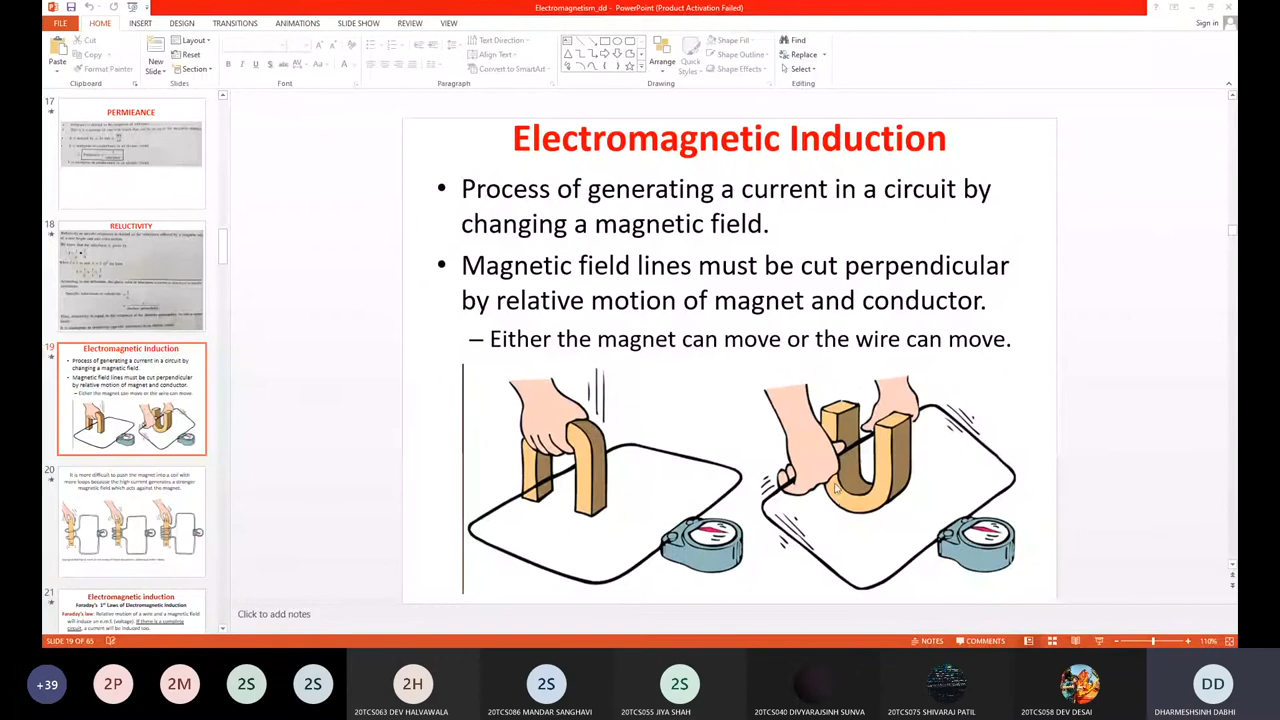 Electromagnetism_dd - PowerPoint (Product Activation Failed)
FILE HOME INSERT DESIGN TRANSITIONS ANIMATIONS SLIDE SHOW REVIEW VIEW Sign in
Paste Cut Copy Format Painter
New Slide Layout Reset Section
Text Direction Align Text Convert to SmartArt
Arrange Quick Styles Shape Fill Shape Outline Shape Effects
Find Replace Select
Clipboard Slides Font Paragraph Drawing Editing
17
PERMIEANCE
18
RELUCTIVITY
19
Electromagnetic Induction
• Process of generating a current in a circuit by
changing a magnetic field.
• Magnetic field lines must be cut perpendicular
by relative motion of magnet and conductor.
– Either the magnet can move or the wire can move.
20
It is more difficult to push the magnet into a coil with
more loops because the high current generates a stronger
magnetic field which acts against the magnet.
21
Electromagnetic induction
Faraday's 1st Laws of Electromagnetic Induction
Faraday's law: Relative motion of a wire and a magnetic field
will induce an e.m.f. (voltage). If there is a complete
circuit, a current will be induced too.
Electromagnetic Induction
• Process of generating a current in a circuit by
changing a magnetic field.
• Magnetic field lines must be cut perpendicular
by relative motion of magnet and conductor.
– Either the magnet can move or the wire can move.
Click to add notes
SLIDE 19 OF 65 NOTES COMMENTS 110%
+39 2P 2M 2S 2S 2H 2S 2S DD
20TCS063 DEV HALVAWALA 20TCS086 MANDAR SANGHAVI 20TCS055 JIYA SHAH 20TCS040 DIVYARAJSINH SUNVA 20TCS075 SHIVARAJ PATIL 20TCS058 DEV DESAI DHARMESHSINH DABHI